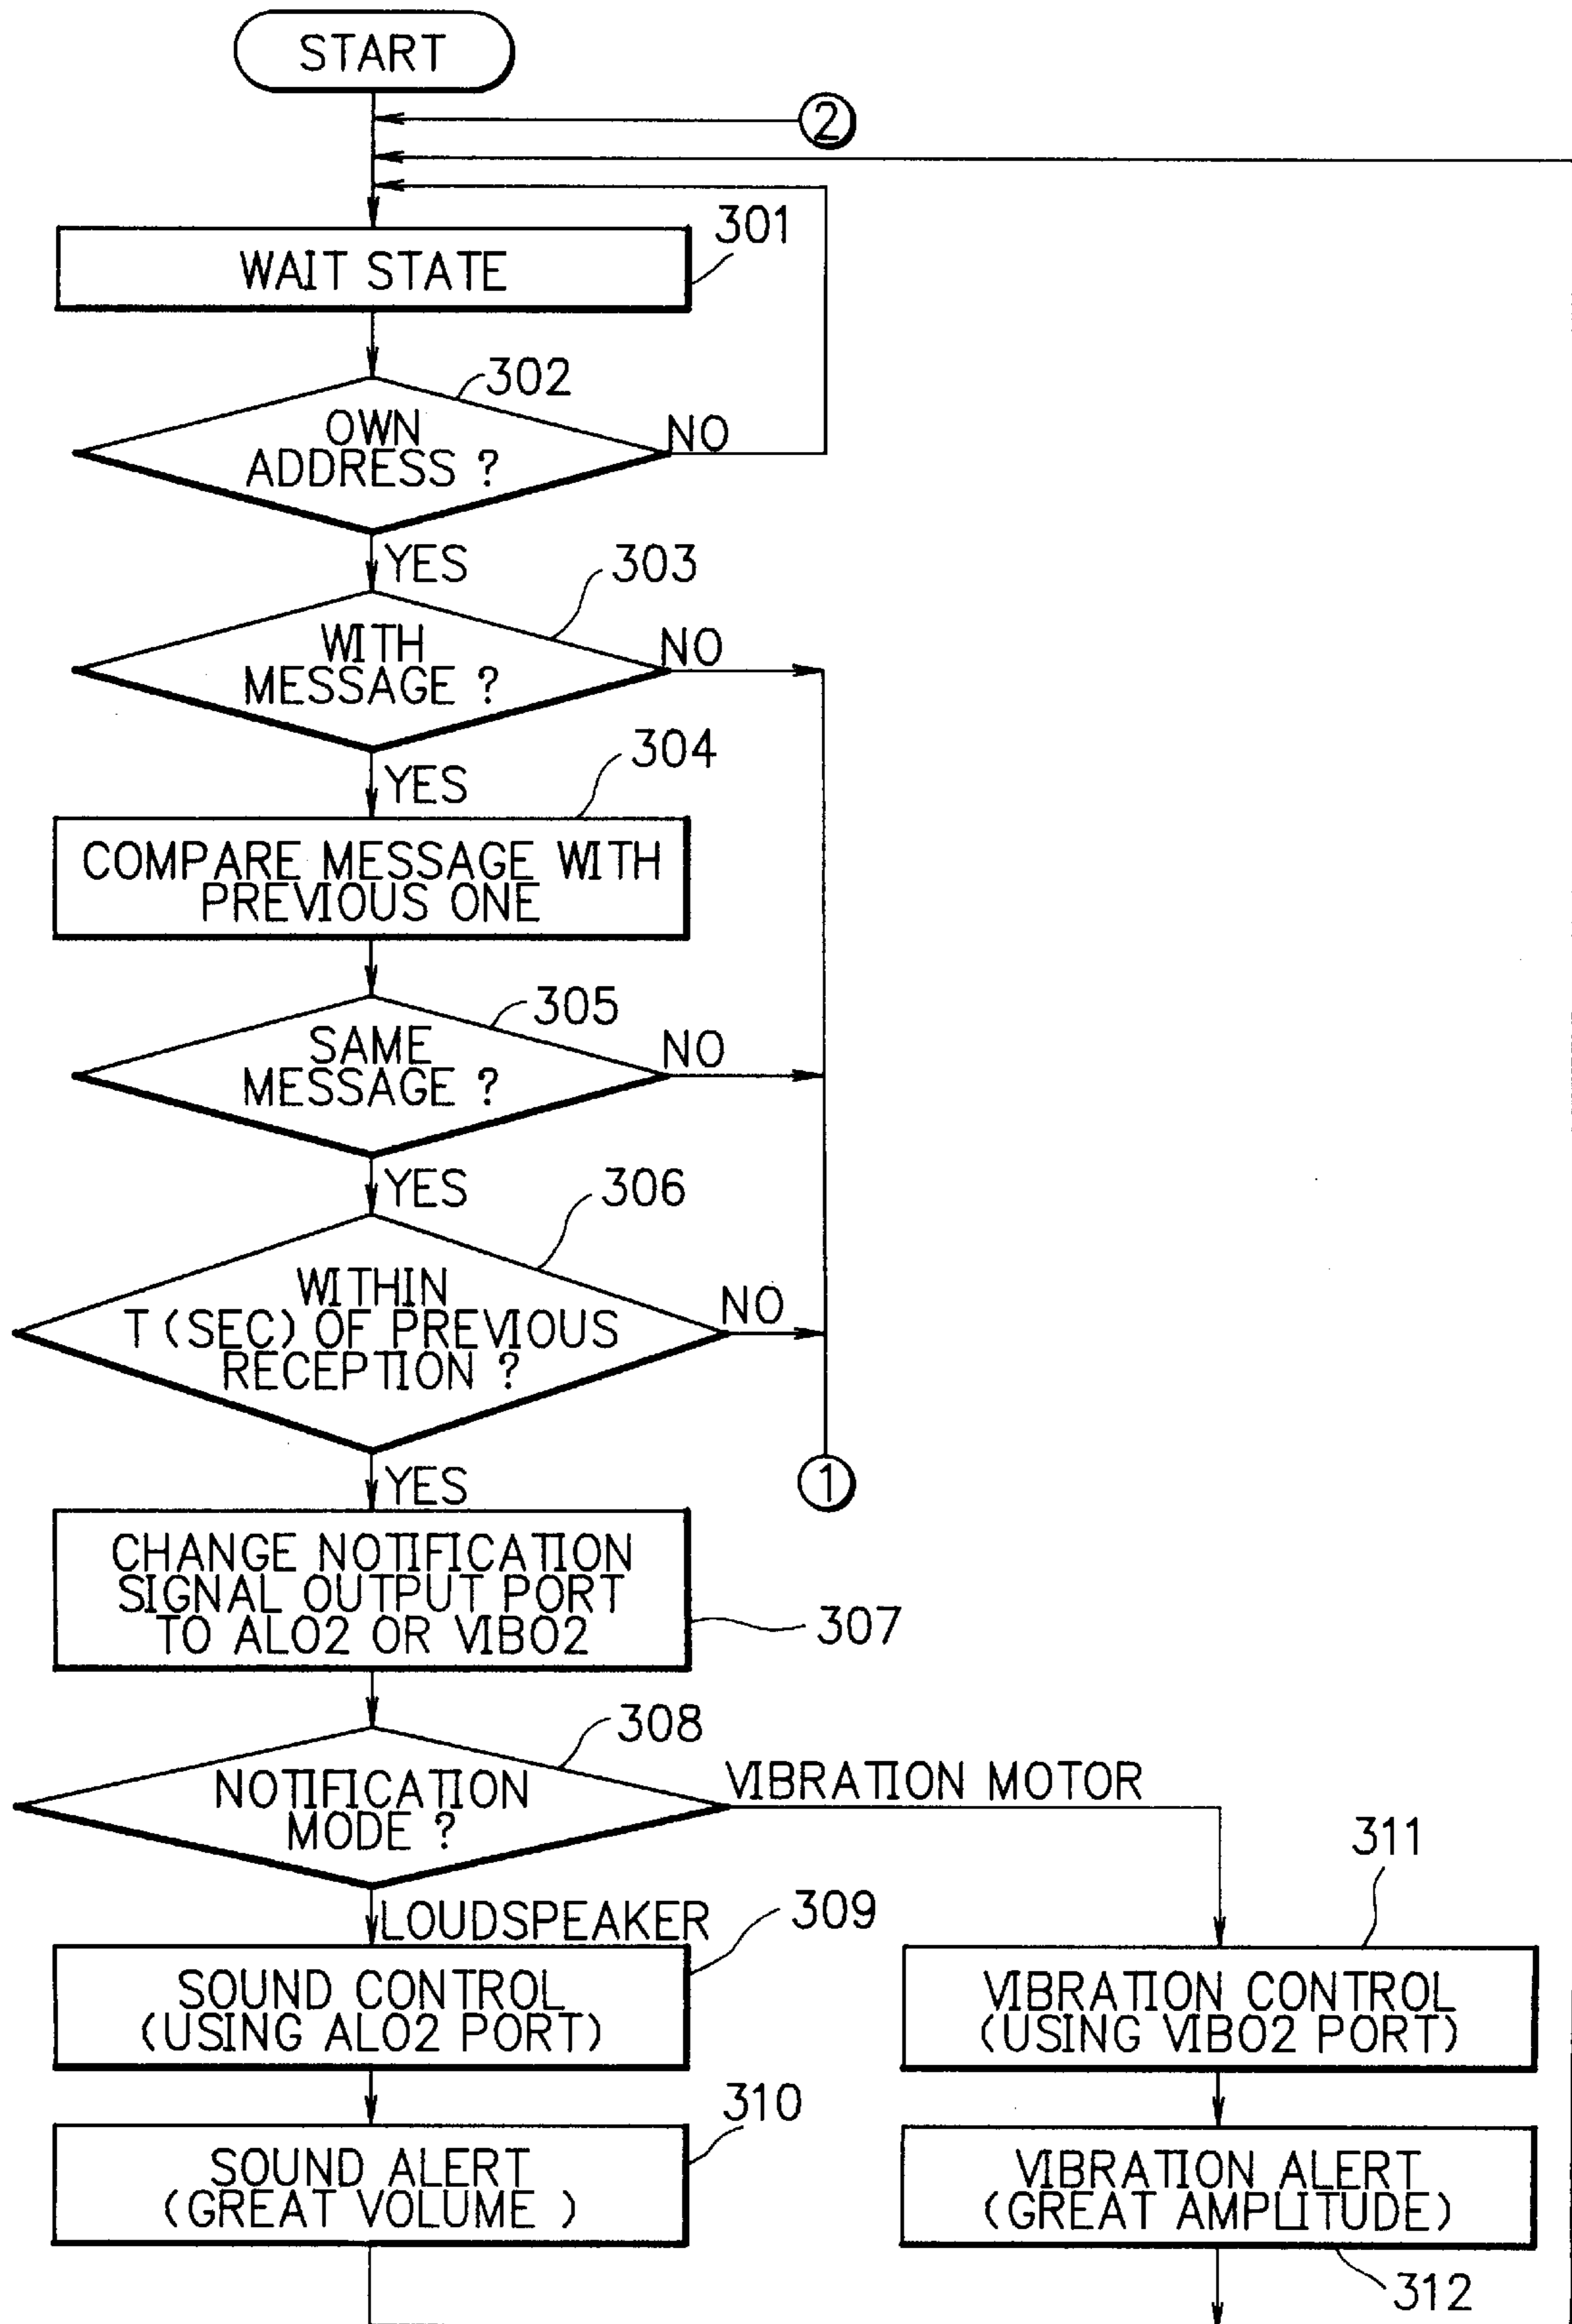 START
2
301
WAIT STATE
302
OWN
ADDRESS ?
NO
YES
303
WITH
MESSAGE ?
NO
304
YES
COMPARE MESSAGE WITH
PREVIOUS ONE
305
SAME
MESSAGE ?
NO
YES
306
WITHIN
T (SEC) OF PREVIOUS
RECEPTION ?
NO
1
YES
CHANGE NOTIFICATION
SIGNAL OUTPUT PORT
TO ALO2 OR VIBO2
307
308
NOTIFICATION
MODE ?
VIBRATION MOTOR
311
LOUDSPEAKER
309
SOUND CONTROL
(USING ALO2 PORT)
VIBRATION CONTROL
(USING VIBO2 PORT)
310
SOUND ALERT
(GREAT VOLUME )
VIBRATION ALERT
(GREAT AMPLITUDE)
312